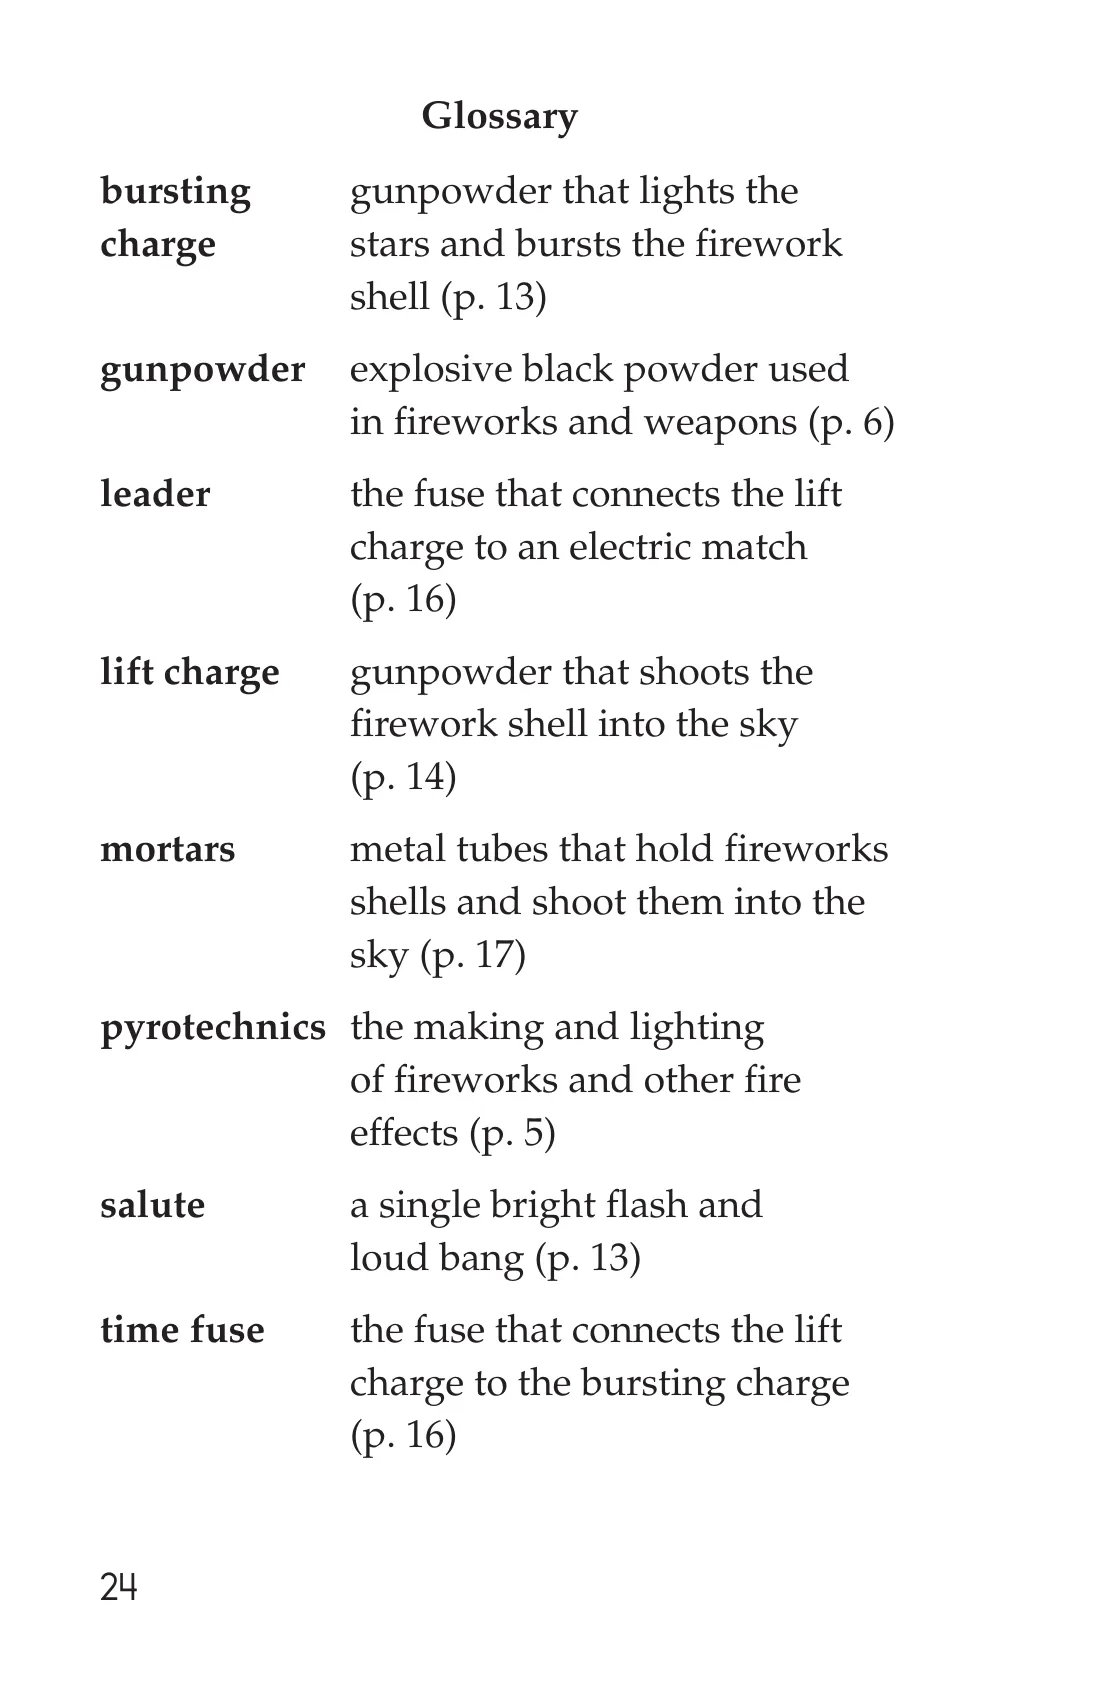 Glossary
bursting gunpowder that lights the
charge stars and bursts the firework
shell (p. 13)
gunpowder explosive black powder used
in fireworks and weapons (p. 6)
leader the fuse that connects the lift
charge to an electric match
(p. 16)
lift charge gunpowder that shoots the
firework shell into the sky
(p. 14)
mortars metal tubes that hold fireworks
shells and shoot them into the
sky (p. 17)
pyrotechnics the making and lighting
of fireworks and other fire
effects (p. 5)
salute a single bright flash and
loud bang (p. 13)
time fuse the fuse that connects the lift
charge to the bursting charge
(p. 16)
24